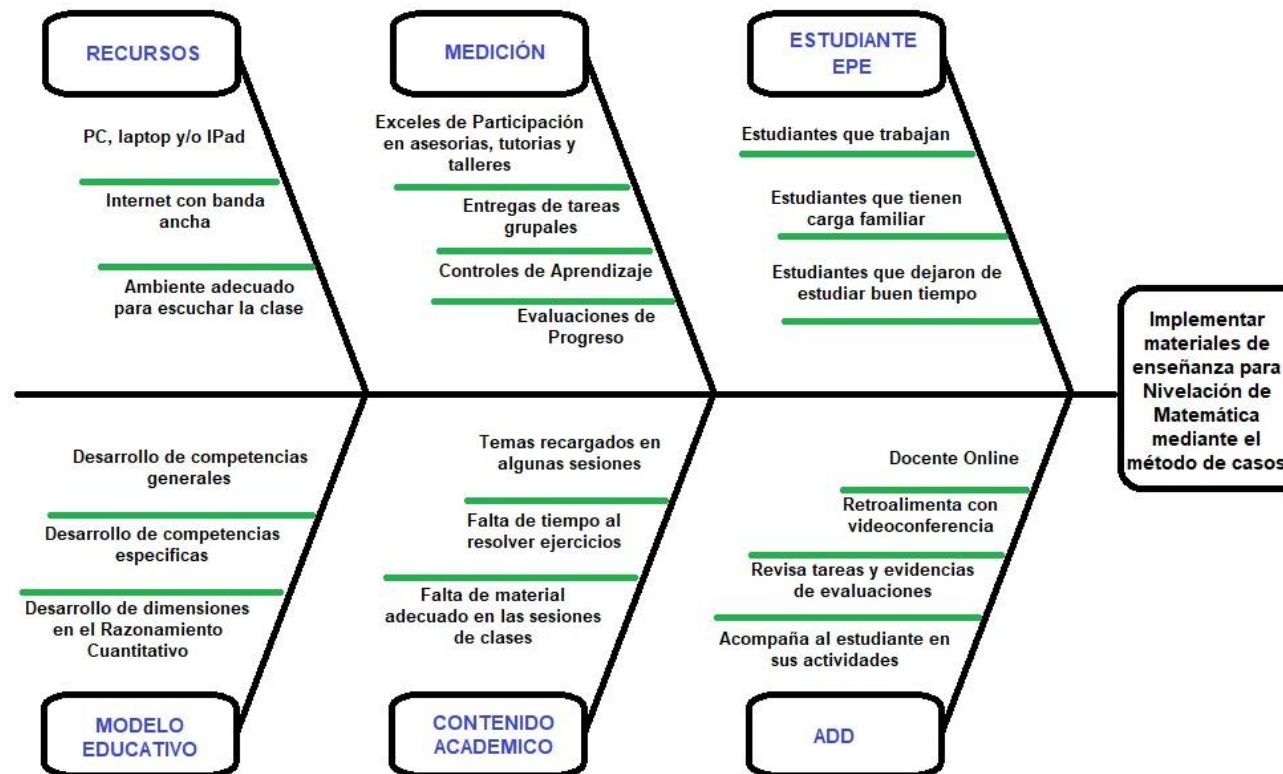 RECURSOS
PC, laptop y/o IPad
Internet con banda
ancha
Ambiente adecuado
para escuchar la clase
MEDICIÓN
Exceles de Participación
en asesorias, tutorias y
talleres
Entregas de tareas
grupales
Controles de Aprendizaje
Evaluaciones de
Progreso
ESTUDIANTE
EPE
Estudiantes que trabajan
Estudiantes que tienen
carga familiar
Estudiantes que dejaron de
estudiar buen tiempo
Implementar
materiales de
enseñanza para
Nivelación de
Matemática
mediante el
método de casos
Desarrollo de competencias
generales
Desarrollo de competencias
especificas
Desarrollo de dimensiones
en el Razonamiento
Cuantitativo
MODELO
EDUCATIVO
Temas recargados en
algunas sesiones
Falta de tiempo al
resolver ejercicios
Falta de material
adecuado en las sesiones
de clases
CONTENIDO
ACADEMICO
Docente Online
Retroalimenta con
videoconferencia
Revisa tareas y evidencias
de evaluaciones
Acompaña al estudiante en
sus actividades
ADD